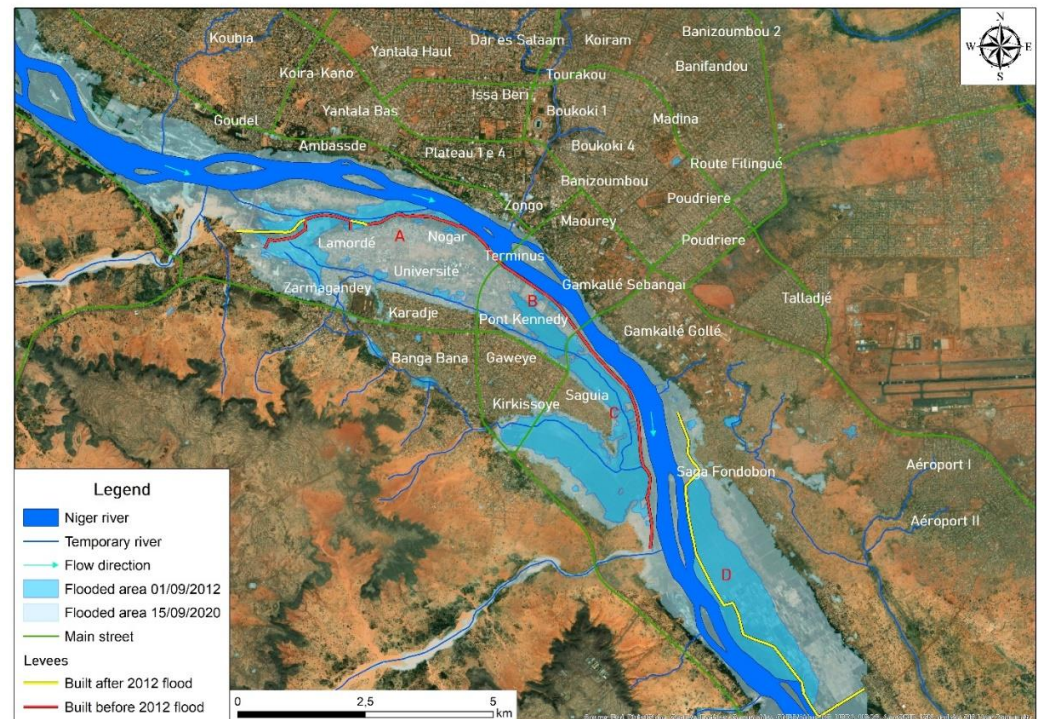 N
W E
S
Banizoumbou 2
Koubia
Dar es Salaam
Koiram
Yantala Haut
Banifandou
Koira-Kano
Tourakou
Issa Beri
Yantala Bas
Boukoki 1
Madina
Goudel
Ambassde
Boukoki 4
Plateau 1 e 4
Route Filingué
Banizoumbou
Zongo
Poudriere
Maourey
Lamordé
A
Nogar
Poudriere
Terminus
Université
Zarmagandey
Gamkallé Sebangai
Talladjé
B
Karadje
Pont Kennedy
Gamkallé Gollé
Banga Bana
Gaweye
Saguia
Kirkissoye
C
Saga Fondobon
Aéroport I
Aéroport II
D
Legend
Niger river
Temporary river
Flow direction
Flooded area 01/09/2012
Flooded area 15/09/2020
Main street
Levees
Built after 2012 flood
Built before 2012 flood
0 2,5 5
km